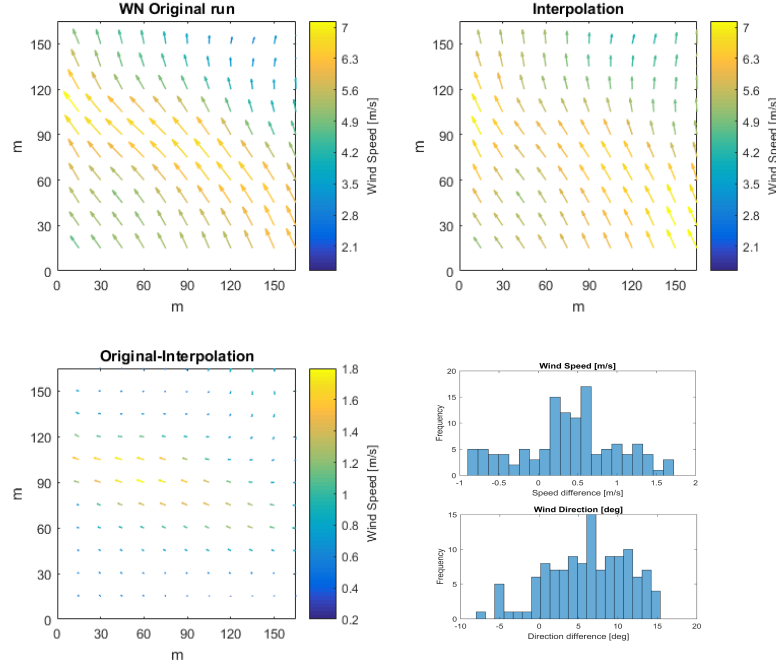 WN Original run
150
120
90
60
30
0
m
0 30 60 90 120 150
m
7
6.3
5.6
4.9
4.2
3.5
2.8
2.1
Wind Speed [m/s]
Interpolation
150
120
90
60
30
0
m
0 30 60 90 120 150
m
7
6.3
5.6
4.9
4.2
3.5
2.8
2.1
Wind Speed [m/s]
Original-Interpolation
150
120
90
60
30
0
m
0 30 60 90 120 150
m
1.8
1.6
1.4
1.2
1
0.8
0.6
0.4
0.2
Wind Speed [m/s]
Wind Speed [m/s]
20
15
10
5
0
Frequency
-1 -0.5 0 0.5 1 1.5 2
Speed difference [m/s]
Wind Direction [deg]
15
10
5
0
Frequency
-10 -5 0 5 10 15 20
Direction difference [deg]